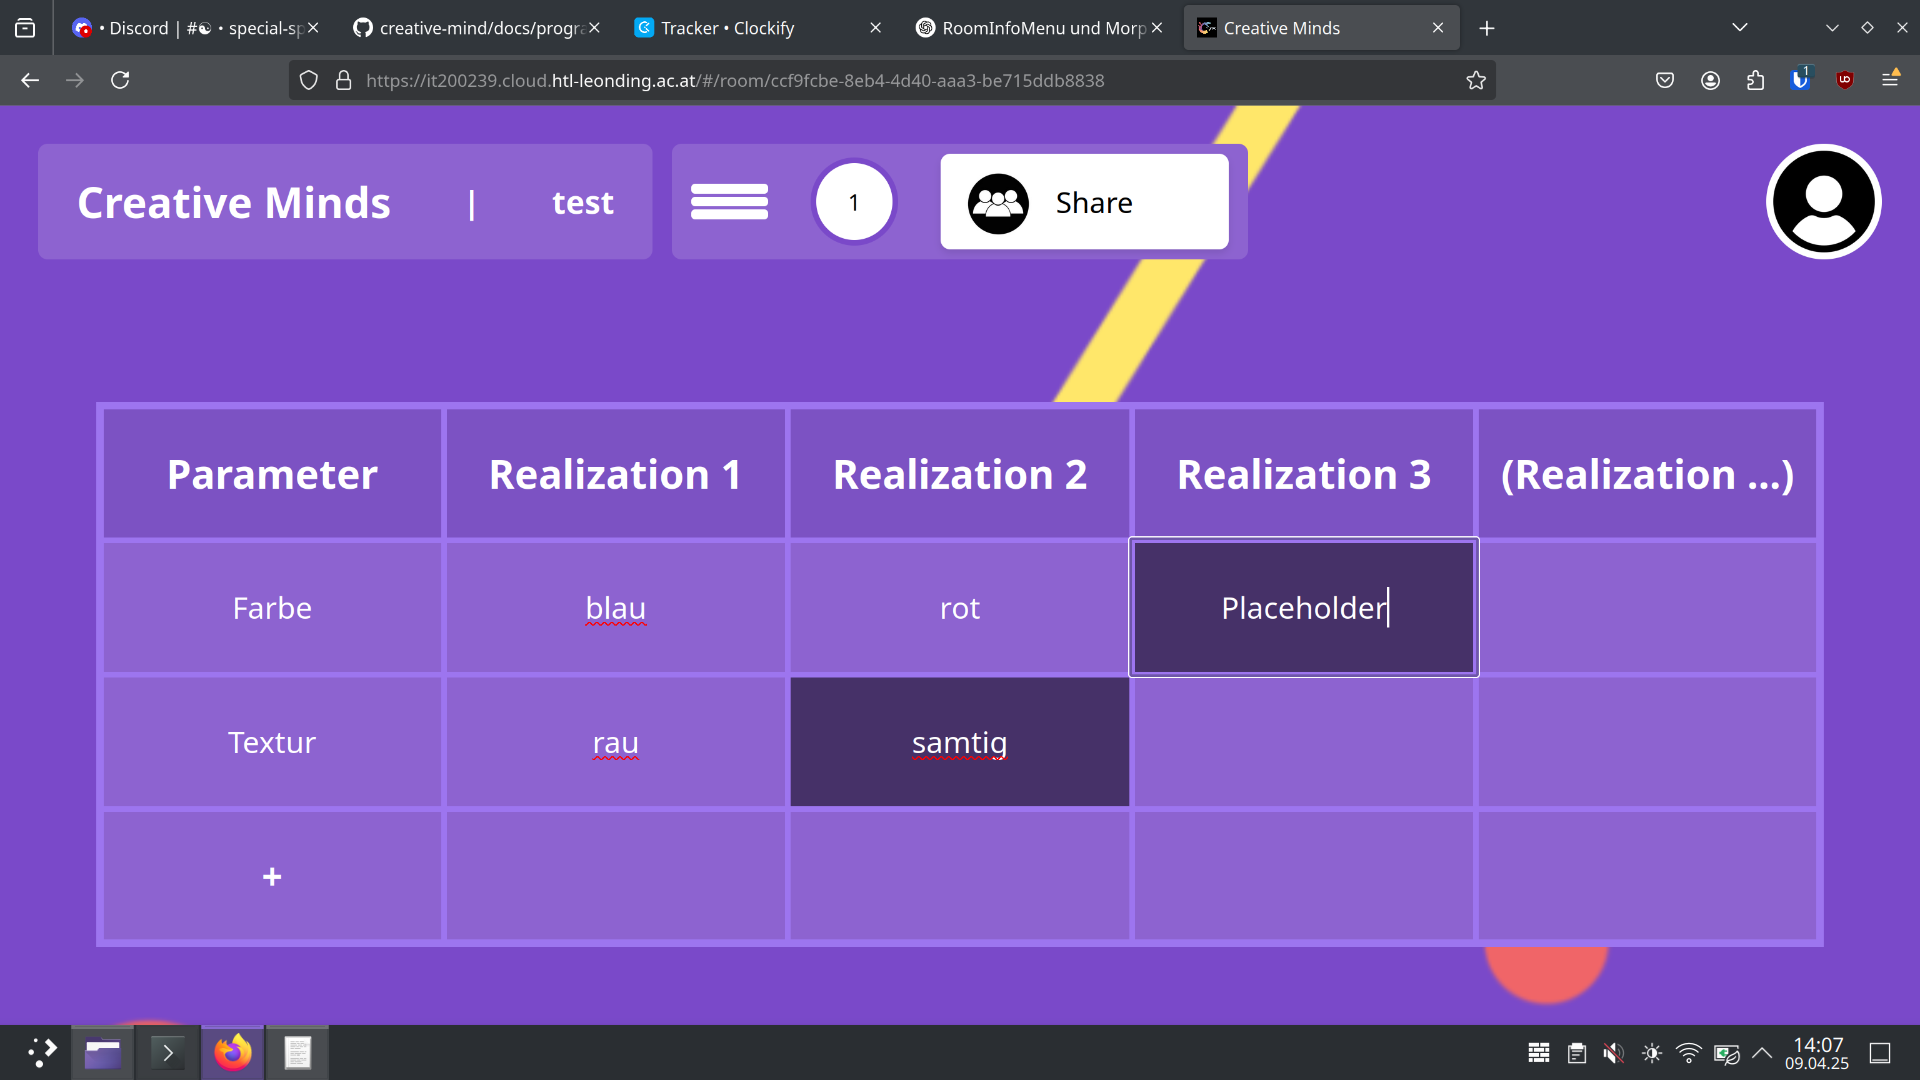 • Discord | #☯ • special-sp
creative-mind/docs/progra
Tracker • Clockify
RoomInfoMenu und Morp
Creative Minds
https://it200239.cloud.htl-leonding.ac.at/#/room/ccf9fcbe-8eb4-4d40-aaa3-be715ddb8838
1
Creative Minds | test
1
Share
Parameter Realization 1 Realization 2 Realization 3 (Realization ...)
Farbe blau rot Placeholder
Textur rau samtig
+
14:07
09.04.25